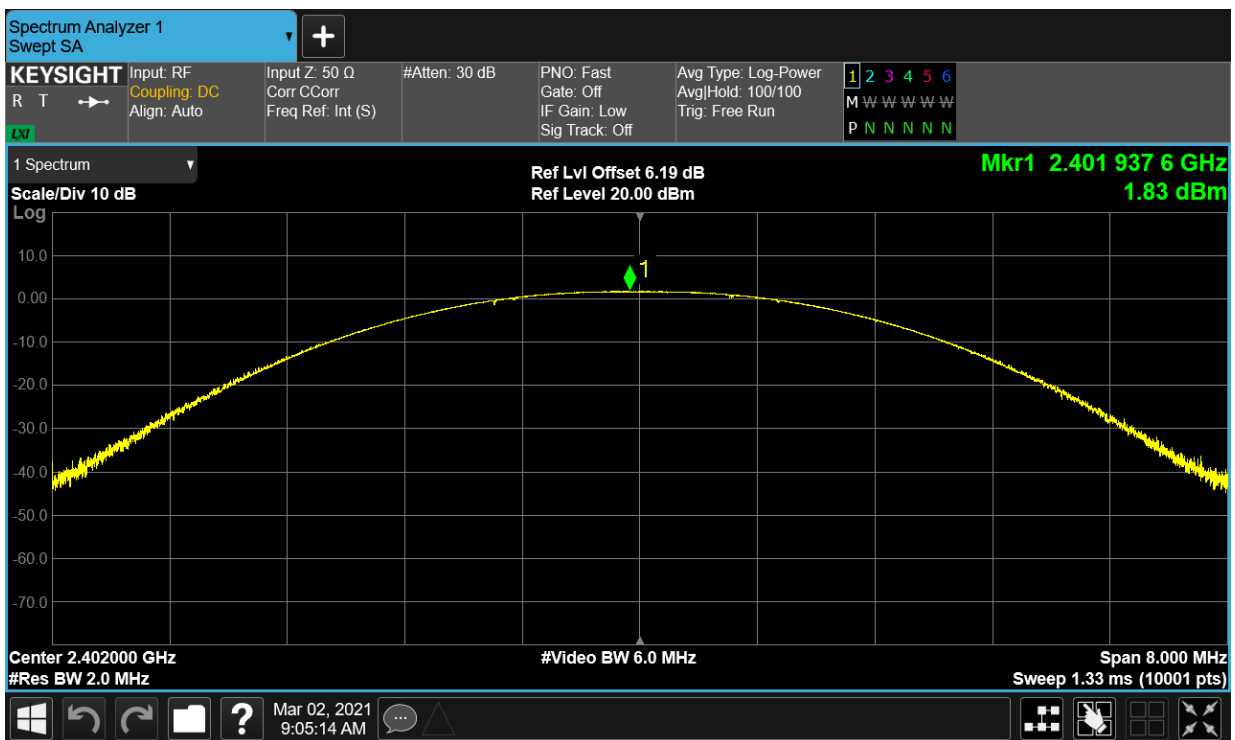 Spectrum Analyzer 1
Swept SA
+
KEYSIGHT
R T
LXI
Input: RF
Coupling: DC
Align: Auto
Input Z: 50 Ω
Corr CCorr
Freq Ref: Int (S)
#Atten: 30 dB
PNO: Fast
Gate: Off
IF Gain: Low
Sig Track: Off
Avg Type: Log-Power
Avg|Hold: 100/100
Trig: Free Run
1 2 3 4 5 6
M W W W W W
P N N N N N
1 Spectrum
Scale/Div 10 dB
Ref Lvl Offset 6.19 dB
Ref Level 20.00 dBm
Mkr1 2.401 937 6 GHz
1.83 dBm
Log
1
10.0
0.00
-10.0
-20.0
-30.0
-40.0
-50.0
-60.0
-70.0
Center 2.402000 GHz
#Video BW 6.0 MHz
Span 8.000 MHz
#Res BW 2.0 MHz
Sweep 1.33 ms (10001 pts)
?
Mar 02, 2021
9:05:14 AM